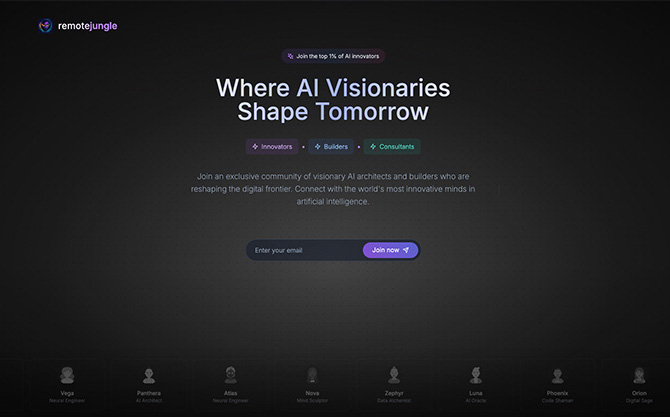 remotejungle
Join the top 1% of AI innovators
Where AI Visionaries
Shape Tomorrow
Innovators • Builders • Consultants
Join an exclusive community of visionary AI architects and builders who are
reshaping the digital frontier. Connect with the world's most innovative minds in
artificial intelligence.
Enter your email
Join now
Vega Panthera Atlas Nova Zephyr Luna Phoenix Orion
Neural Engineer AI Architect Neural Engineer Mind Sculptor Data Alchemist AI Oracle Code Shaman Digital Sage